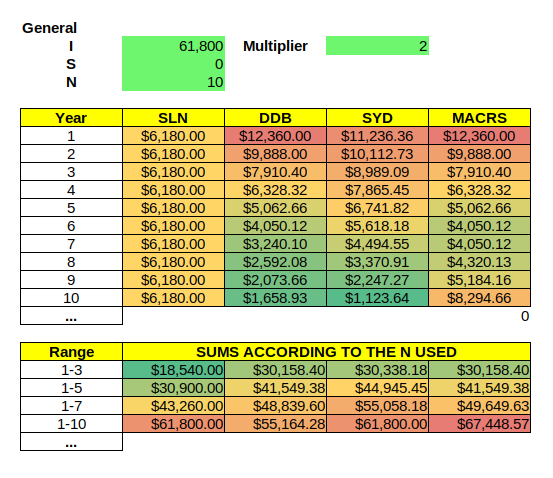 General
I 61,800 Multiplier 2
S 0
N 10
Year SLN DDB SYD MACRS
1 $6,180.00 $12,360.00 $11,236.36 $12,360.00
2 $6,180.00 $9,888.00 $10,112.73 $9,888.00
3 $6,180.00 $7,910.40 $8,989.09 $7,910.40
4 $6,180.00 $6,328.32 $7,865.45 $6,328.32
5 $6,180.00 $5,062.66 $6,741.82 $5,062.66
6 $6,180.00 $4,050.12 $5,618.18 $4,050.12
7 $6,180.00 $3,240.10 $4,494.55 $4,050.12
8 $6,180.00 $2,592.08 $3,370.91 $4,320.13
9 $6,180.00 $2,073.66 $2,247.27 $5,184.16
10 $6,180.00 $1,658.93 $1,123.64 $8,294.66
... 0
Range SUMS ACCORDING TO THE N USED
1-3 $18,540.00 $30,158.40 $30,338.18 $30,158.40
1-5 $30,900.00 $41,549.38 $44,945.45 $41,549.38
1-7 $43,260.00 $48,839.60 $55,058.18 $49,649.63
1-10 $61,800.00 $55,164.28 $61,800.00 $67,448.57
...